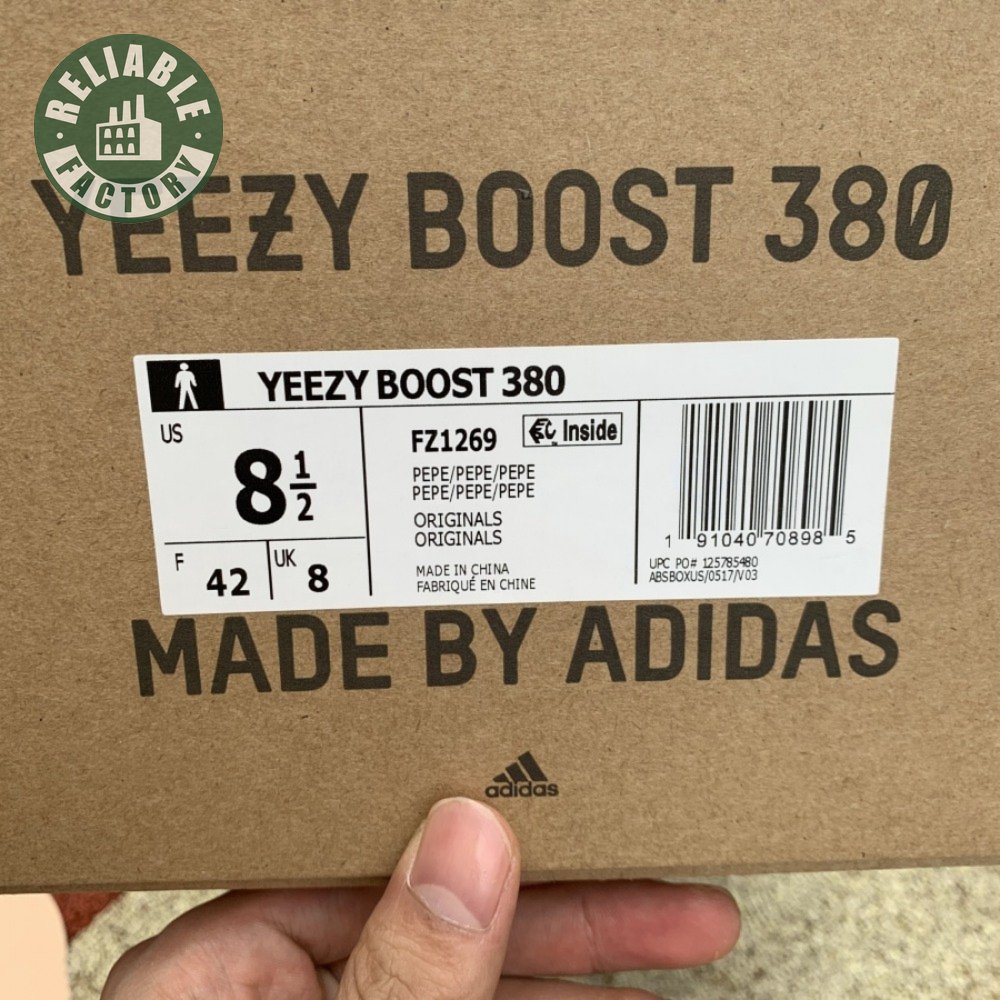 RELIABLE
FACTORY
YEEZY BOOST 380
YEEZY BOOST 380
US
8 1/2
F 42
UK 8
FZ1269
Inside
PEPE/PEPE/PEPE
PEPE/PEPE/PEPE
ORIGINALS
ORIGINALS
MADE IN CHINA
FABRIQUÉ EN CHINE
1 91040 70898 5
UPC PO# 125785480
ABSBOXUS/0517/V03
MADE BY ADIDAS
adidas